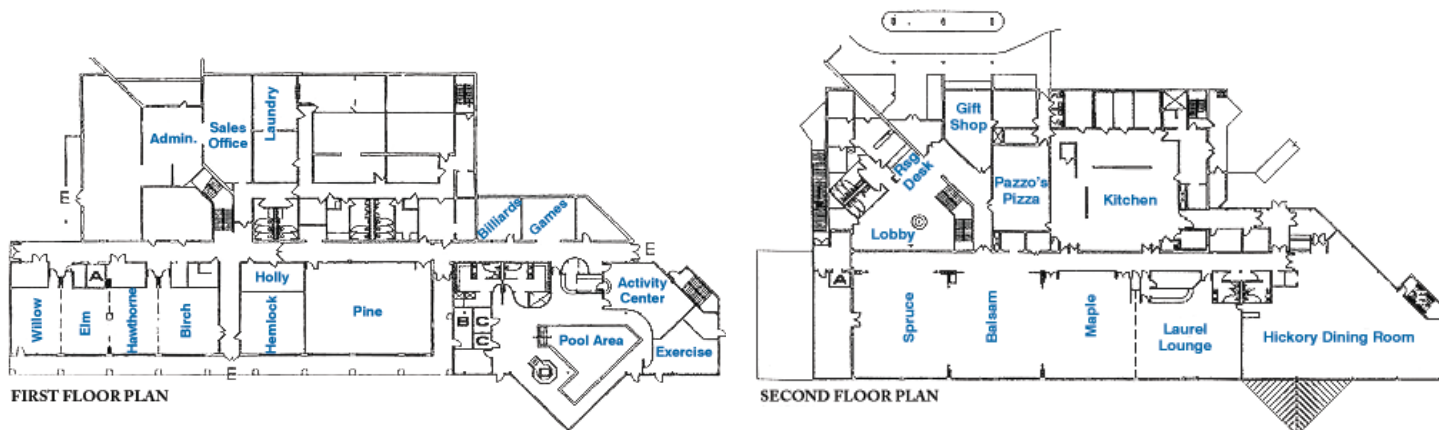 Admin.
Sales
Office
Laundry
E
Billiards
Games
E
A
Holly
Willow
Elm
Hawthorne
Birch
Hemlock
Pine
B
C
C
D
Activity
Center
Pool Area
Exercise
E
FIRST FLOOR PLAN
Gift
Shop
Rsg
Desk
Pazzo's
Pizza
Kitchen
Lobby
A
Spruce
Balsam
Maple
Laurel
Lounge
Hickory Dining Room
SECOND FLOOR PLAN